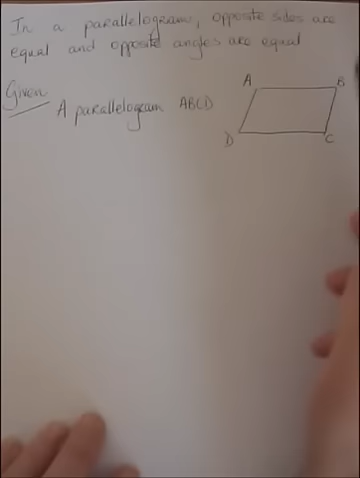 In a parallelogram, opposite sides are
equal and opposite angles are equal
Given
A parallelogram ABCD
A
B
D
C